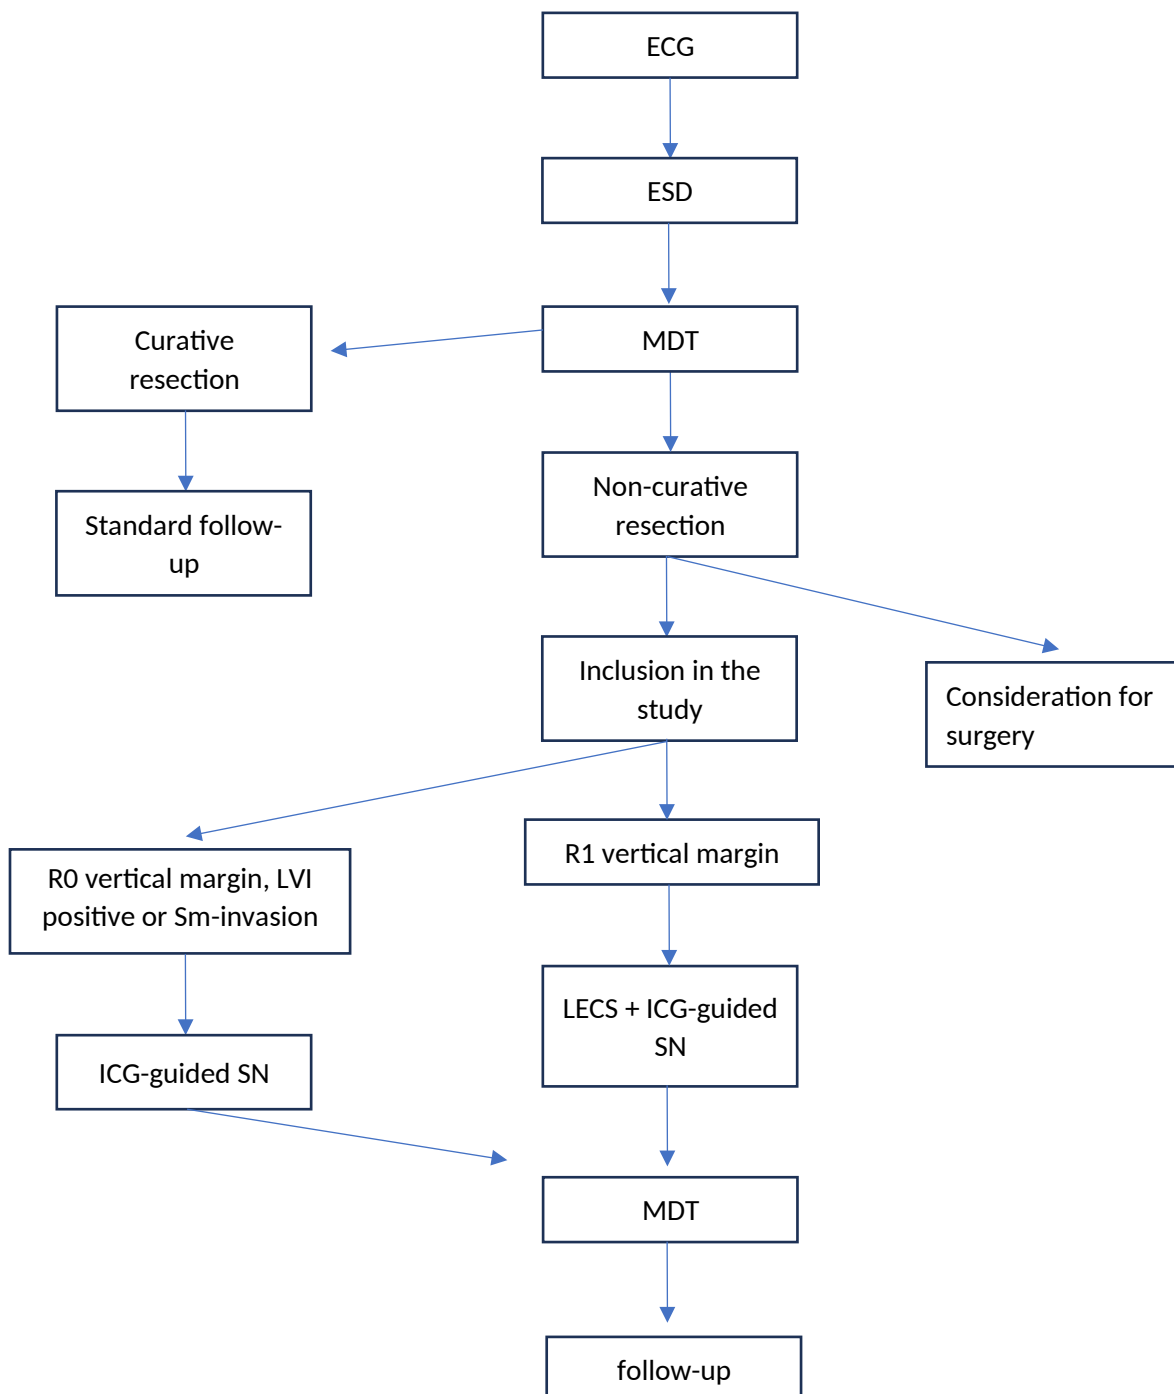 ECG
ESD
MDT
Curative
resection
Non-curative
resection
Standard follow-
up
Inclusion in the
study
Consideration for
surgery
R0 vertical margin, LVI
positive or Sm-invasion
R1 vertical margin
LECS + ICG-guided
SN
ICG-guided SN
MDT
follow-up